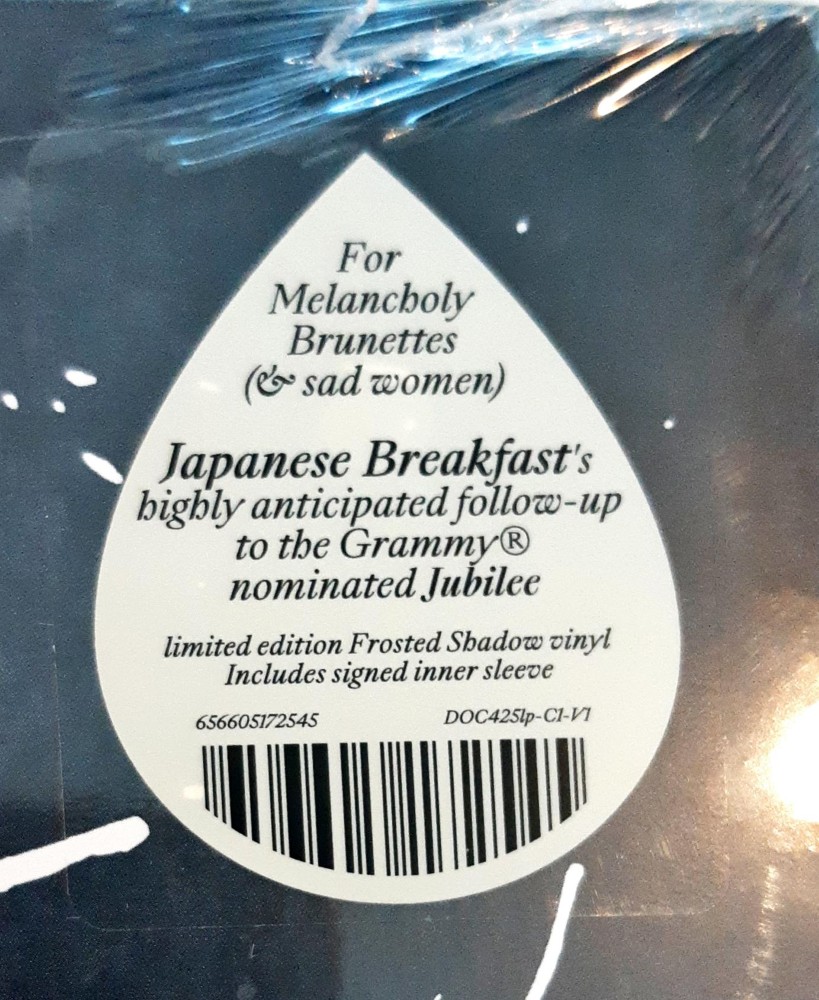 For
Melancholy
Brunettes
(& sad women)
Japanese Breakfast's
highly anticipated follow-up
to the Grammy®
nominated Jubilee
limited edition Frosted Shadow vinyl
Includes signed inner sleeve
656605172545 DOC425lp-C1-V1